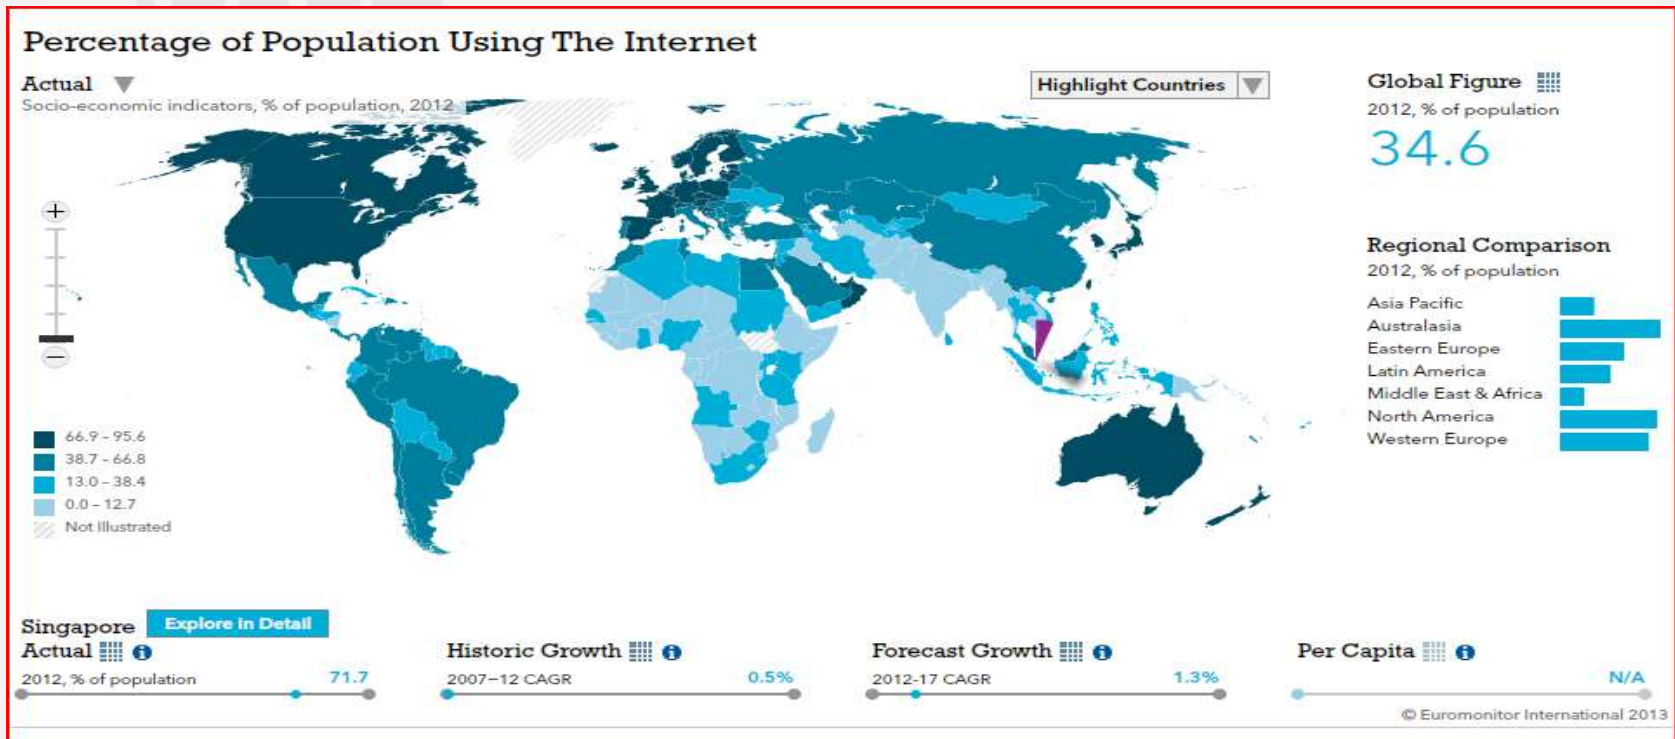 Percentage of Population Using The Internet
Actual
Socio-economic indicators, % of population, 2012
Highlight Countries
+
−
66.9 - 95.6
38.7 - 66.8
13.0 - 38.4
0.0 - 12.7
Not Illustrated
Global Figure
2012, % of population
34.6
Regional Comparison
2012, % of population
Asia Pacific
Australasia
Eastern Europe
Latin America
Middle East & Africa
North America
Western Europe
Singapore Explore in Detail
Actual i
2012, % of population 71.7
Historic Growth i
2007–12 CAGR 0.5%
Forecast Growth i
2012-17 CAGR 1.3%
Per Capita i
N/A
© Euromonitor International 2013